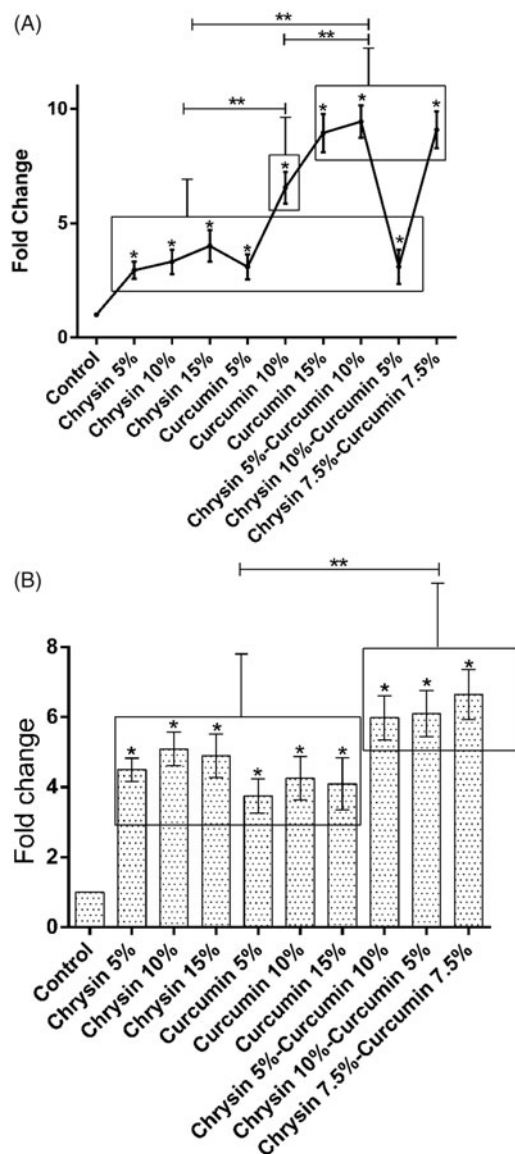 (A)
**
**
**
10
5
0
Fold Change
* * * * * * * * *
Control
Chrysin 5%
Chrysin 10%
Chrysin 15%
Curcumin 5%
Curcumin 10%
Curcumin 15%
Chrysin 5%-Curcumin 10%
Chrysin 10%-Curcumin 5%
Chrysin 7.5%-Curcumin 7.5%
(B)
**
8
6
4
2
0
Fold change
* * * * * * * * *
Control
Chrysin 5%
Chrysin 10%
Chrysin 15%
Curcumin 5%
Curcumin 10%
Curcumin 15%
Chrysin 5%-Curcumin 10%
Chrysin 10%-Curcumin 5%
Chrysin 7.5%-Curcumin 7.5%